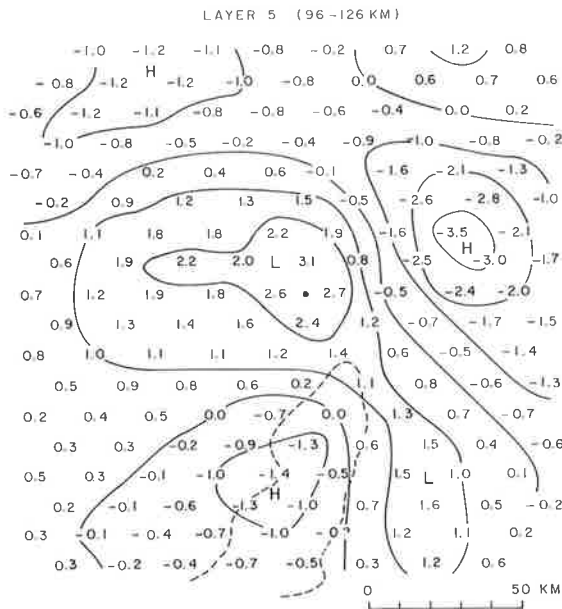 LAYER 5 (96-126 KM)
-1.0 -1.2 -1.1 -0.8 -0.2 0.7 1.2 0.8
H
-0.8 -1.2 -1.2 -1.0 -0.8 0.0 0.6 0.7 0.6
-0.6 -1.2 -1.1 -0.8 -0.6 -0.4 0.0 0.2
-1.0 -0.8 -0.5 -0.2 -0.4 -0.9 -1.0 -0.8 -0.2
-0.7 -0.4 0.2 0.4 0.6 -0.1 -1.6 -2.1 -1.3
-0.2 0.9 1.2 1.3 1.5 -0.5 -2.6 -2.8 -1.0
0.1 1.1 1.8 1.8 2.2 1.9 -1.6 -3.5 -2.1
H
0.6 1.9 2.2 2.0 L 3.1 0.8 -2.5 -3.0 -1.7
0.7 1.2 1.9 1.8 2.6 2.7 -0.5 -2.4 -2.0
0.9 1.3 1.4 1.6 2.4 1.2 -0.7 -1.7 -1.5
0.8 1.0 1.1 1.1 1.2 1.4 0.6 -0.5 -1.4
0.5 0.9 0.8 0.6 0.2 1.1 0.8 -0.6 -1.3
0.2 0.4 0.5 0.0 -0.7 0.0 1.3 0.7 -0.7
0.3 0.3 -0.2 -0.9 -1.3 0.6 1.5 0.4 -0.6
0.5 0.3 -0.1 -1.0 -1.4 -0.5 1.5 L 1.0 0.1
H
0.2 -0.1 -0.6 -1.3 -1.0 0.7 1.6 0.5 -0.2
0.3 -0.1 -0.4 -0.7 -1.0 1.2 1.1 0.2
0.3 -0.2 -0.4 -0.7 -0.5 0.3 1.2 0.6
0 50 KM